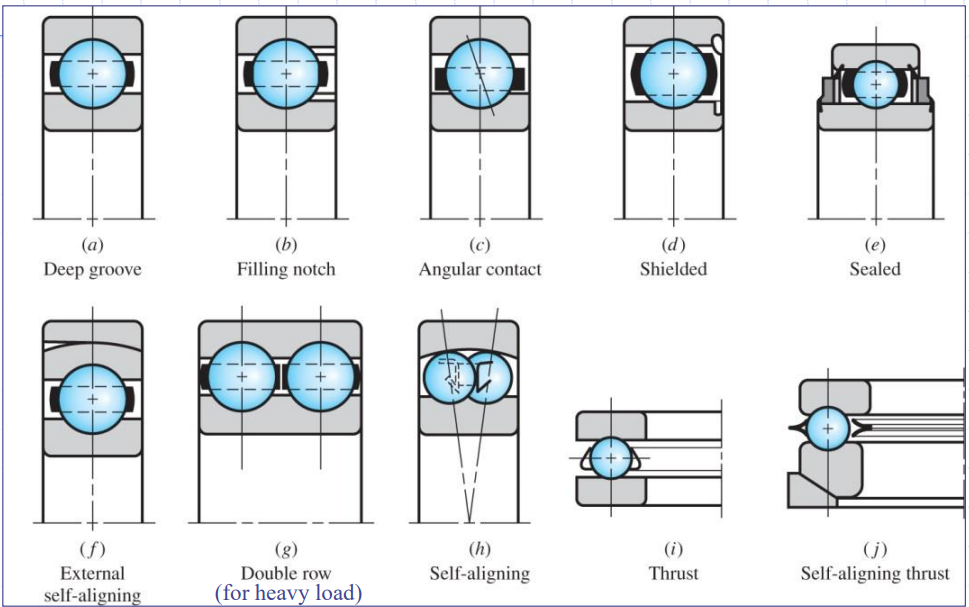 (a)
Deep groove
(b)
Filling notch
(c)
Angular contact
(d)
Shielded
(e)
Sealed
(f)
External
self-aligning
(g)
Double row
(for heavy load)
(h)
Self-aligning
(i)
Thrust
(j)
Self-aligning thrust